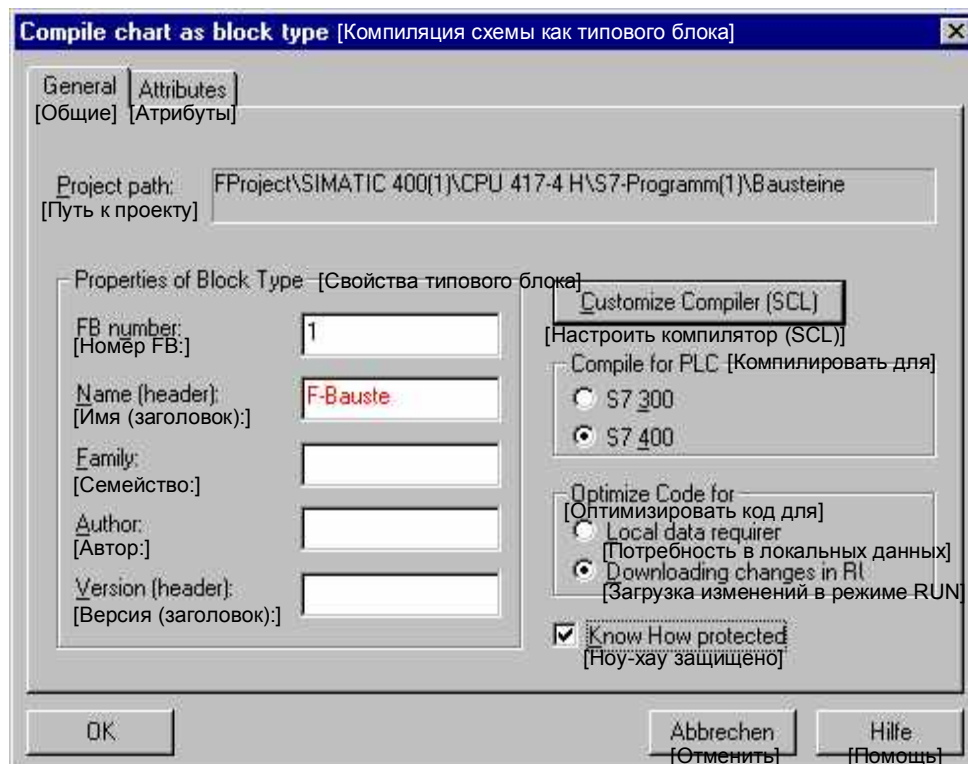 Compile chart as block type [Компиляция схемы как типового блока]
General Attributes
[Общие] [Атрибуты]
Project path: FProject\SIMATIC 400(1)\CPU 417-4 H\S7-Programm(1)\Bausteine
[Путь к проекту]
Properties of Block Type [Свойства типового блока]
FB number: 1
[Номер FB:]
Name (header): F-Bauste
[Имя (заголовок):]
Family:
[Семейство:]
Author:
[Автор:]
Version (header):
[Версия (заголовок):]
Customize Compiler (SCL)
[Настроить компилятор (SCL)]
Compile for PLC [Компилировать для]
S7 300
S7 400
Optimize Code for
[Оптимизировать код для]
Local data requirer
[Потребность в локальных данных]
Downloading changes in RU
[Загрузка изменений в режиме RUN]
Know How protected
[Ноу-хау защищено]
OK Abbrechen Hilfe
[Отменить] [Помощь]